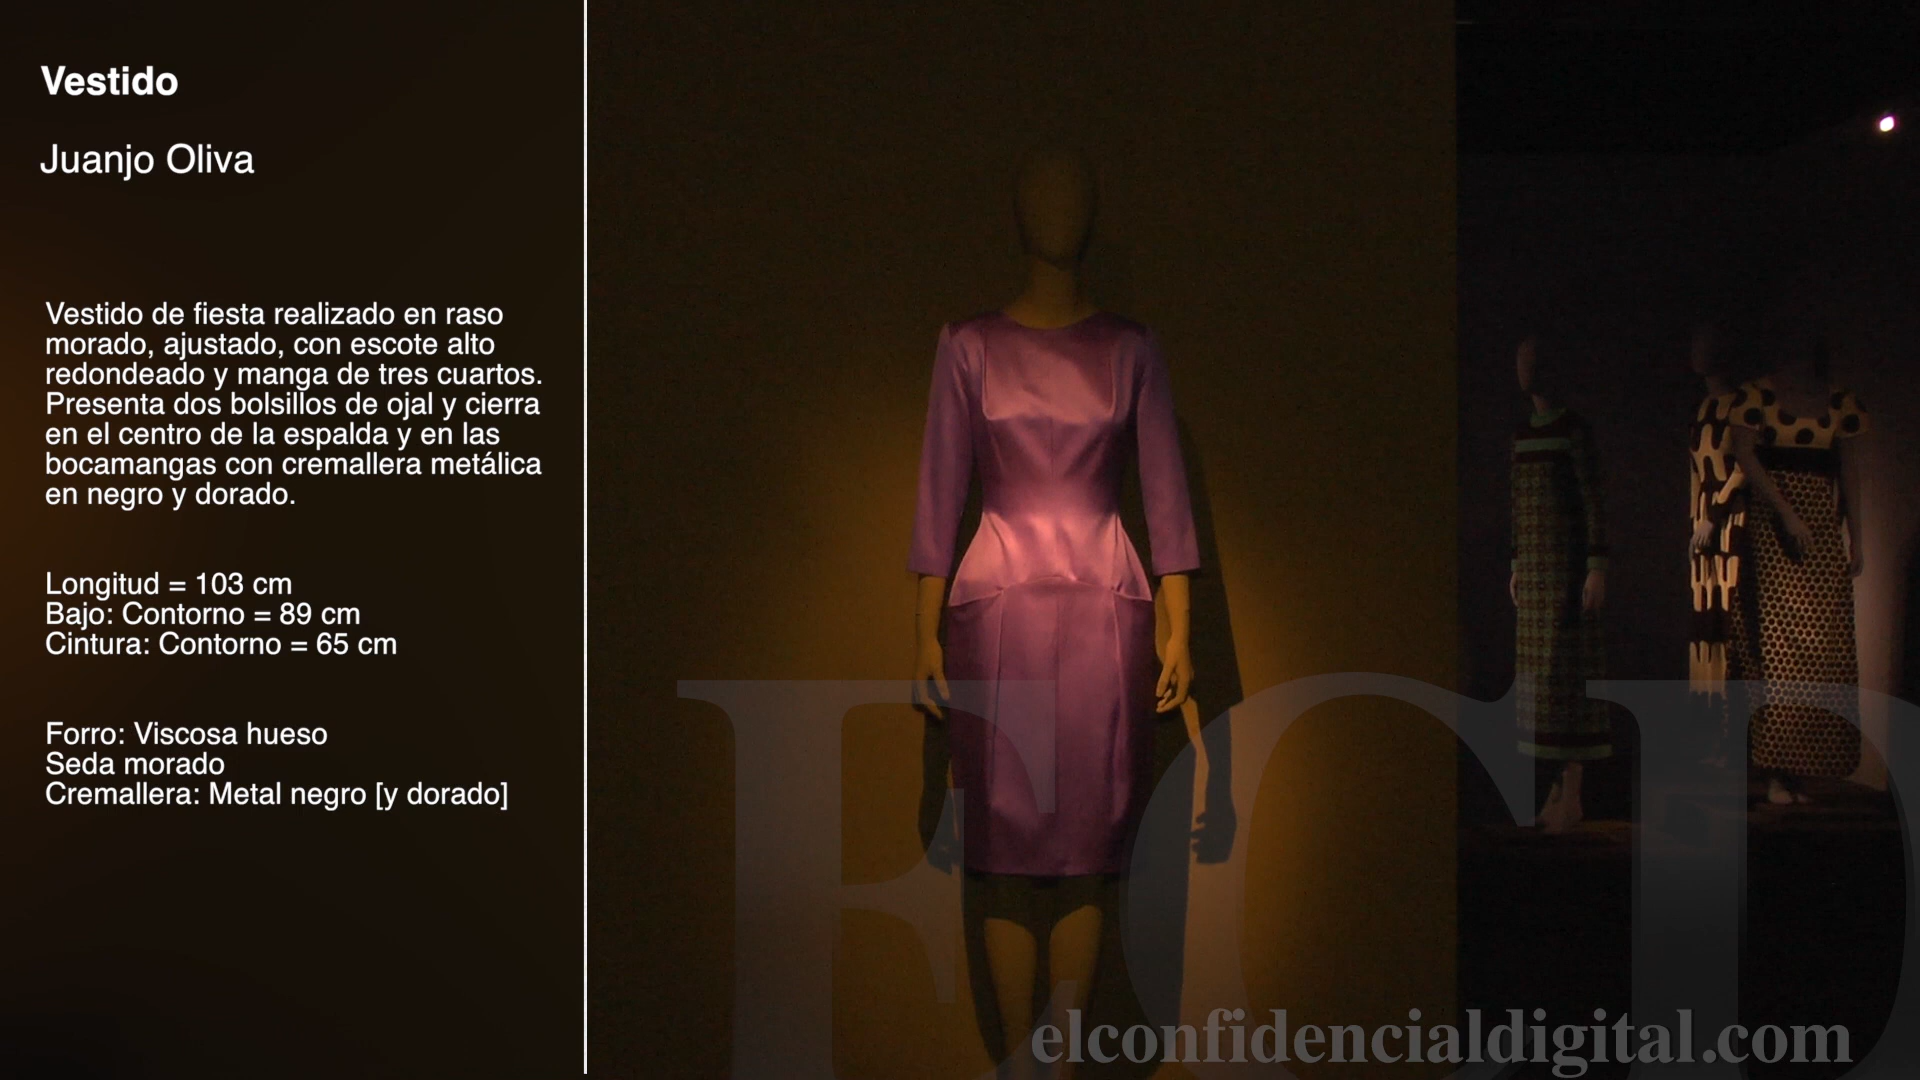 Vestido
Juanjo Oliva
Vestido de fiesta realizado en raso
morado, ajustado, con escote alto
redondeado y manga de tres cuartos.
Presenta dos bolsillos de ojal y cierra
en el centro de la espalda y en las
bocamangas con cremallera metálica
en negro y dorado.
Longitud = 103 cm
Bajo: Contorno = 89 cm
Cintura: Contorno = 65 cm
Forro: Viscosa hueso
Seda morado
Cremallera: Metal negro [y dorado]
ECD
elconfidencialdigital.com